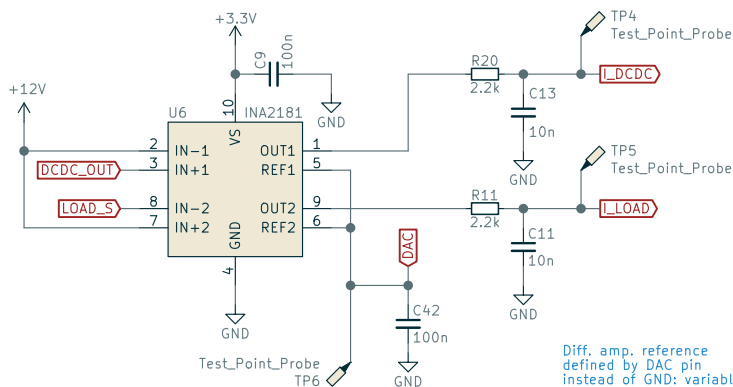 TP4
Test_Point_Probe
+3.3V
C9
100n
GND
R20
2.2k
I_DCDC
C13
10n
GND
+12V
U6
INA2181
10
VS
2
IN-1
OUT1
1
DCDC_OUT
3
IN+1
REF1
5
LOAD_S
8
IN-2
OUT2
9
7
IN+2
REF2
6
GND
4
GND
TP5
Test_Point_Probe
R11
2.2k
I_LOAD
C11
10n
GND
DAC
C42
100n
GND
Test_Point_Probe
TP6
Diff. amp. reference
defined by DAC pin
instead of GND: variabl